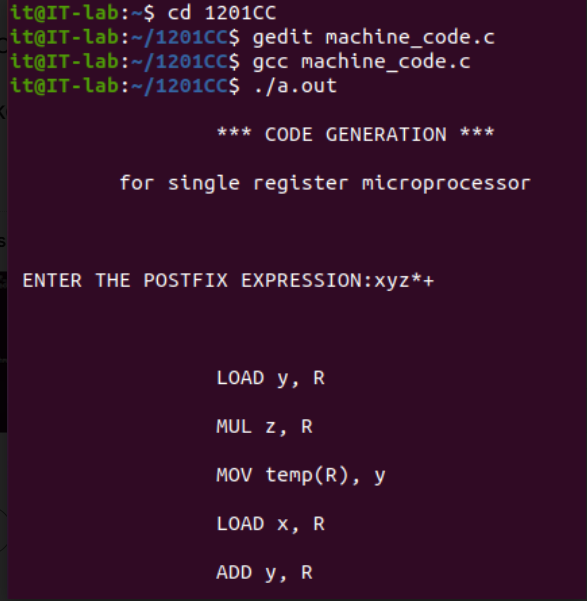 it@IT-lab:~$ cd 1201CC
it@IT-lab:~/1201CC$ gedit machine_code.c
it@IT-lab:~/1201CC$ gcc machine_code.c
it@IT-lab:~/1201CC$ ./a.out
*** CODE GENERATION ***
for single register microprocessor
ENTER THE POSTFIX EXPRESSION:xyz*+
LOAD y, R
MUL z, R
MOV temp(R), y
LOAD x, R
ADD y, R